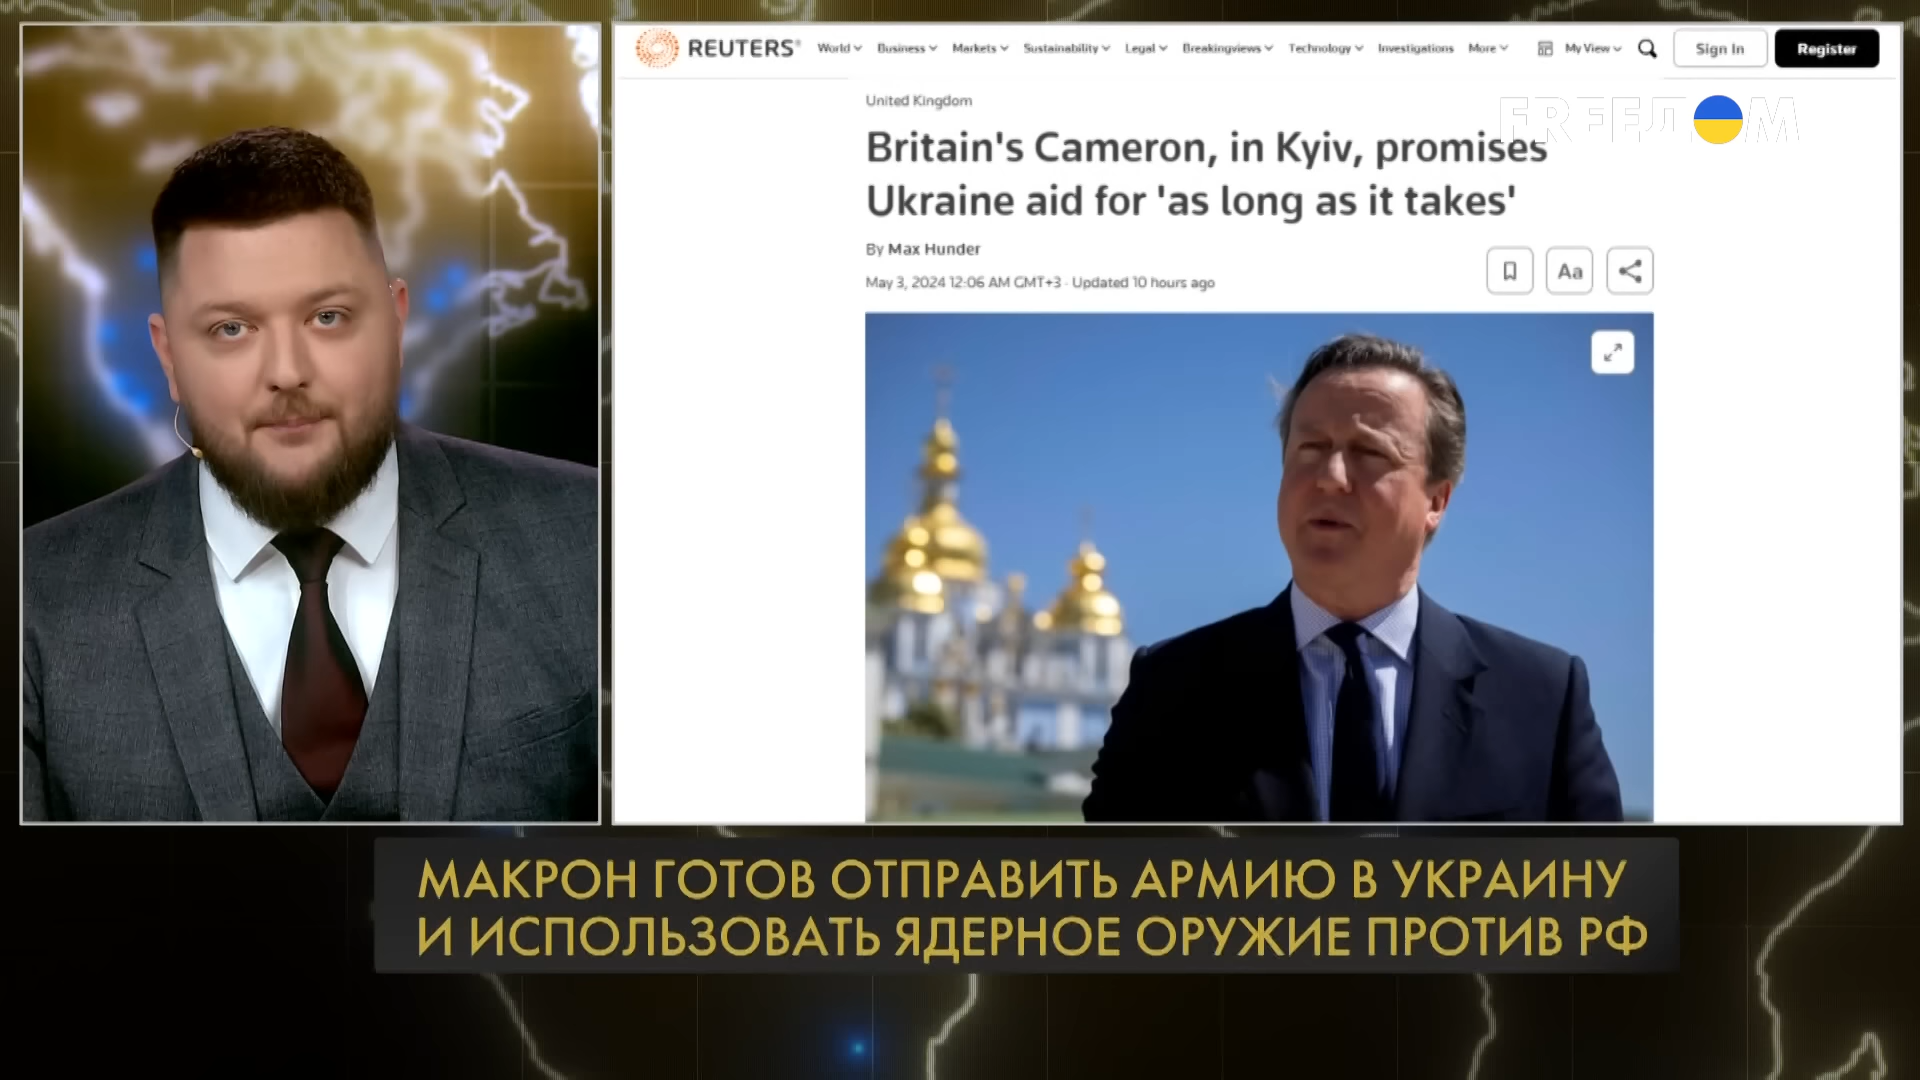 REUTERS
World Business Markets Sustainability Legal Breakingviews Technology Investigations More My View Sign In Register
FREEДOM
United Kingdom
Britain's Cameron, in Kyiv, promises
Ukraine aid for 'as long as it takes'
By Max Hunder
May 3, 2024 12:06 AM GMT+3 · Updated 10 hours ago
Aa
МАКРОН ГОТОВ ОТПРАВИТЬ АРМИЮ В УКРАИНУ
И ИСПОЛЬЗОВАТЬ ЯДЕРНОЕ ОРУЖИЕ ПРОТИВ РФ